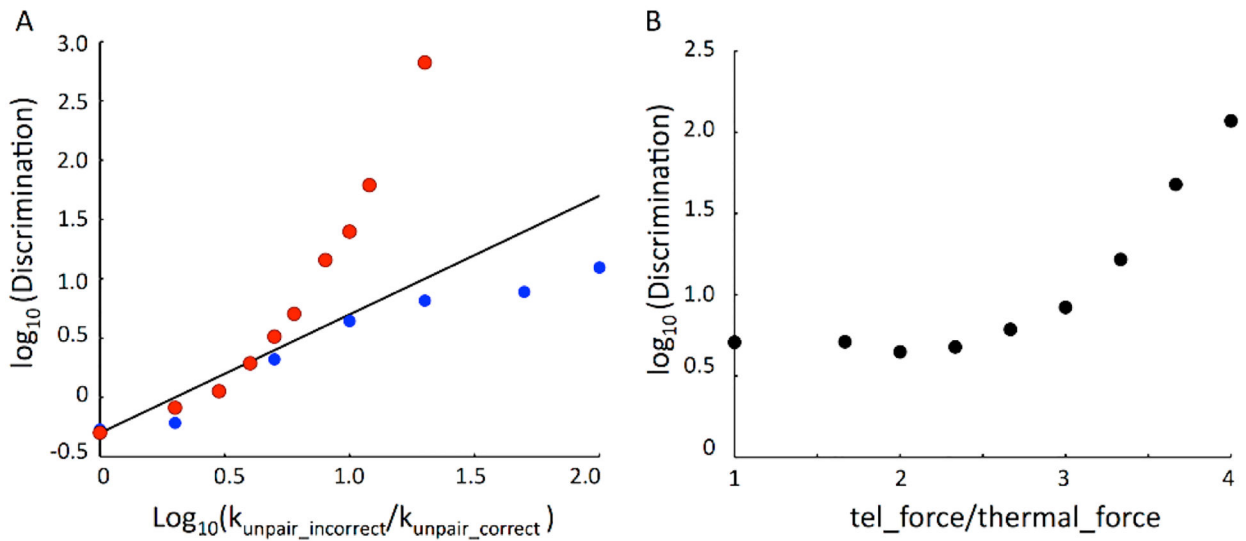 A
log10(Discrimination)
3.0
2.5
2.0
1.5
1.0
0.5
0
-0.5
0 0.5 1.0 1.5 2.0
Log10(kunpair_incorrect/kunpair_correct)
B
log10(Discrimination)
2.5
2.0
1.5
1.0
0.5
0
1 2 3 4
tel_force/thermal_force